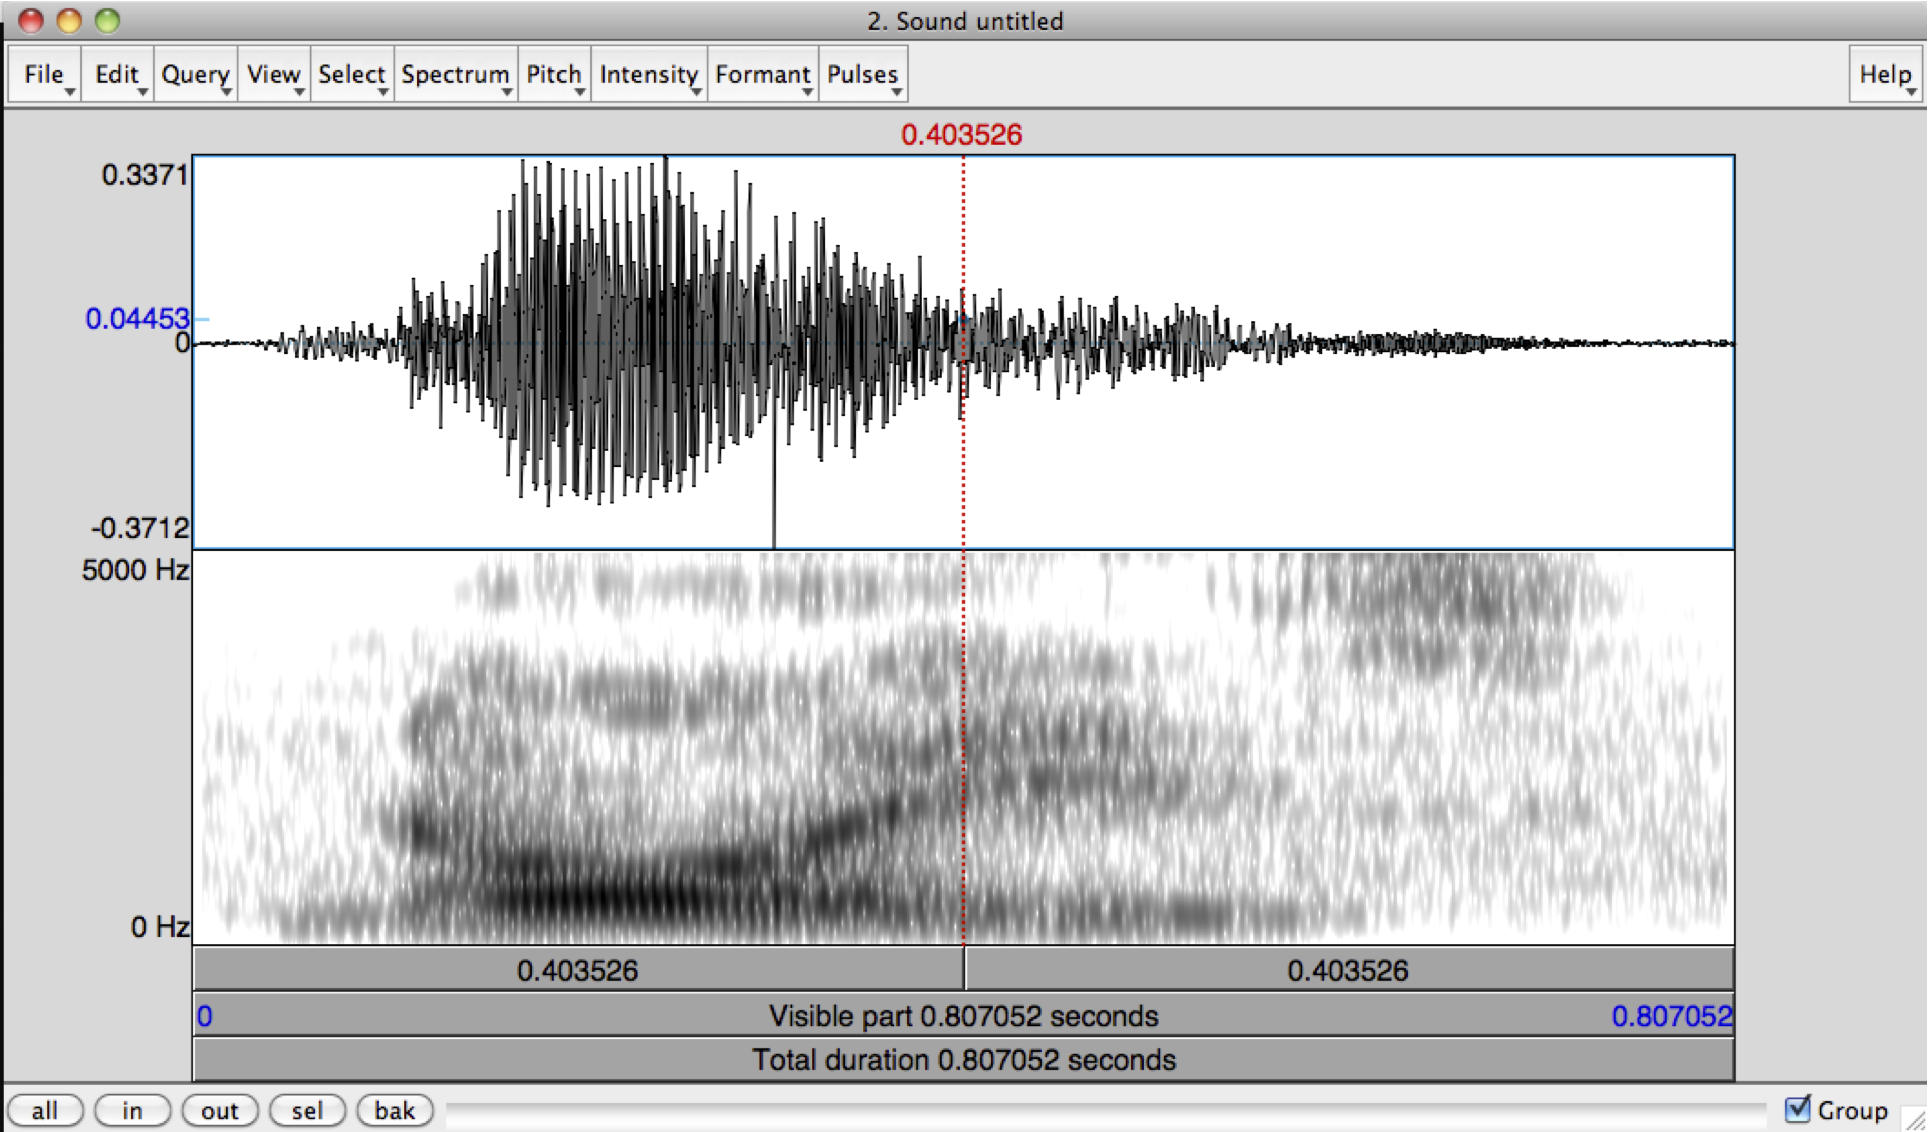 2. Sound untitled
File Edit Query View Select Spectrum Pitch Intensity Formant Pulses Help
0.403526
0.3371
0.04453
0
-0.3712
5000 Hz
0 Hz
0.403526 0.403526
0 Visible part 0.807052 seconds 0.807052
Total duration 0.807052 seconds
all in out sel bak Group